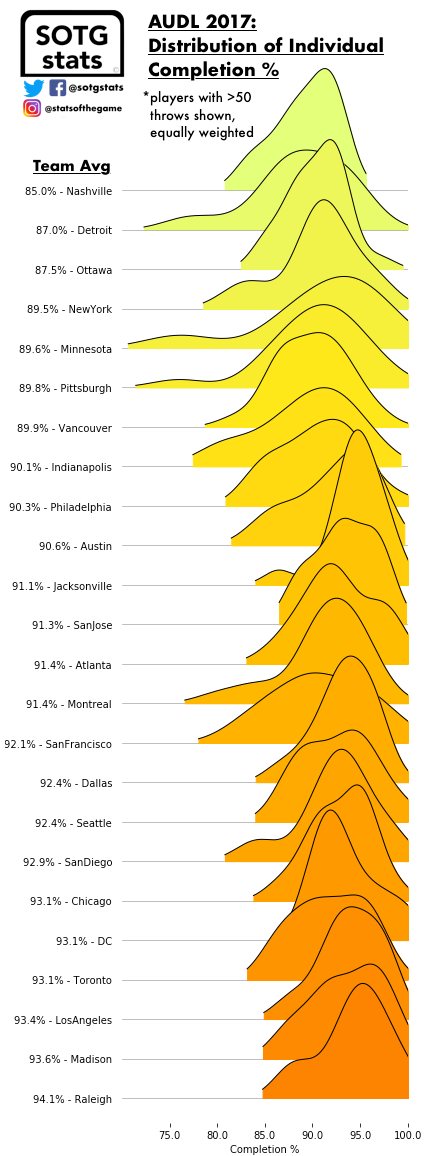 SOTG
stats
©
@sotgstats
@statsofthegame
AUDL 2017:
Distribution of Individual
Completion %
*players with >50
throws shown,
equally weighted
Team Avg
85.0% - Nashville
87.0% - Detroit
87.5% - Ottawa
89.5% - NewYork
89.6% - Minnesota
89.8% - Pittsburgh
89.9% - Vancouver
90.1% - Indianapolis
90.3% - Philadelphia
90.6% - Austin
91.1% - Jacksonville
91.3% - SanJose
91.4% - Atlanta
91.4% - Montreal
92.1% - SanFrancisco
92.4% - Dallas
92.4% - Seattle
92.9% - SanDiego
93.1% - Chicago
93.1% - DC
93.1% - Toronto
93.4% - LosAngeles
93.6% - Madison
94.1% - Raleigh
75.0 80.0 85.0 90.0 95.0 100.0
Completion %